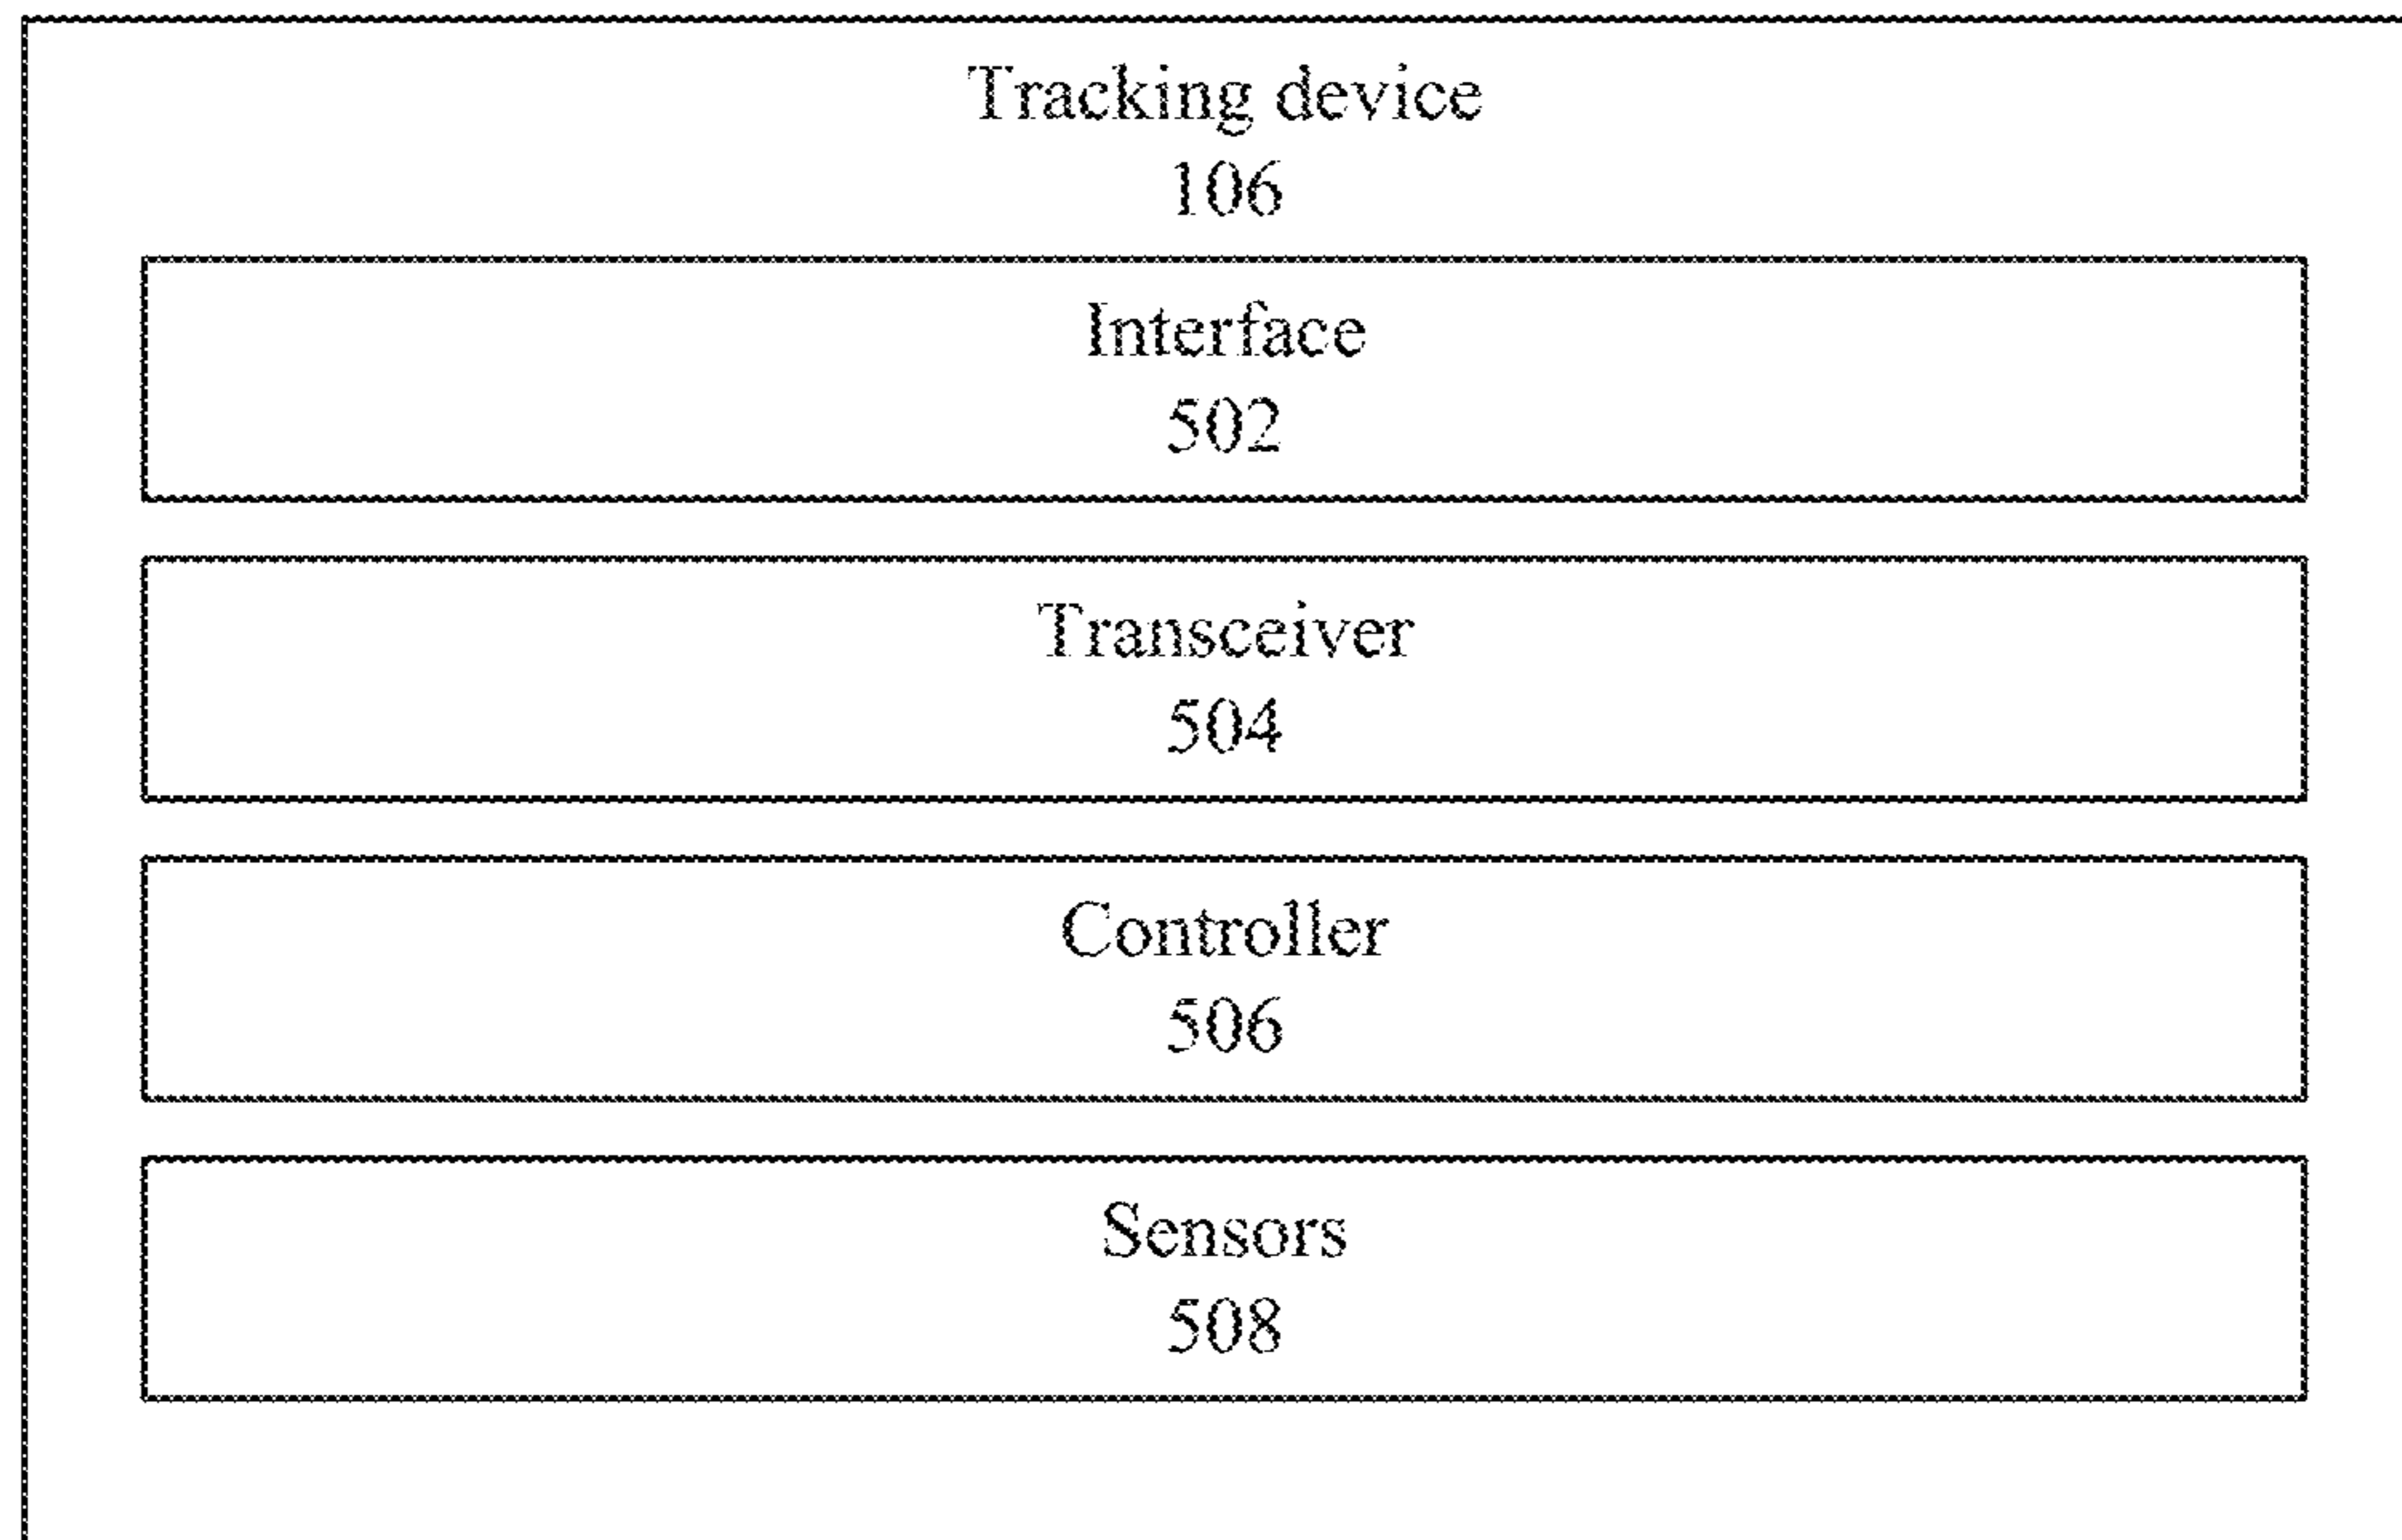 Tracking device
106
Interface
502
Transceiver
504
Controller
506
Sensors
508